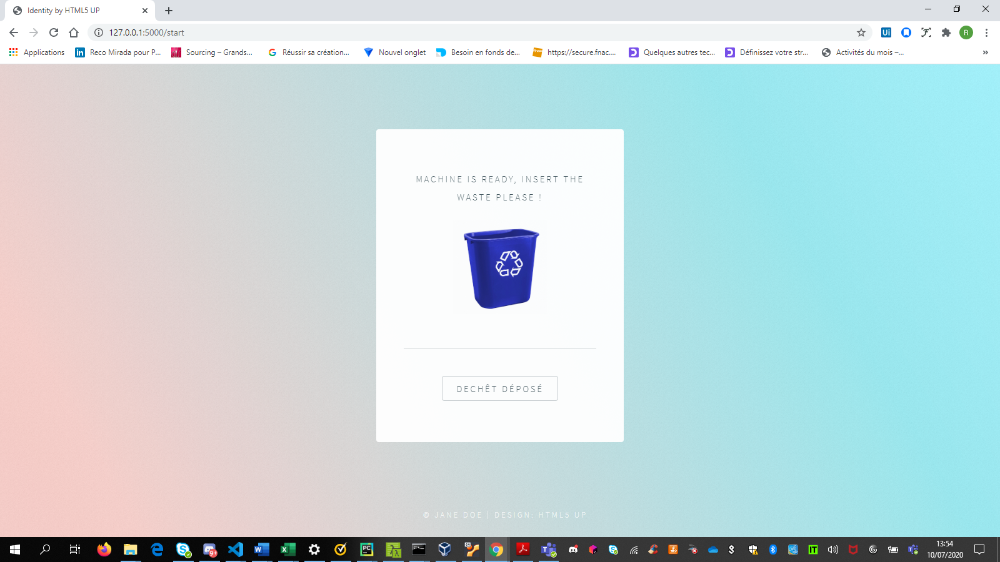 Identity by HTML5 UP
127.0.0.1:5000/start
Ui
R
Applications
Reco Mirada pour P...
Sourcing – Grands...
Réussir sa création...
Nouvel onglet
Besoin en fonds de...
https://secure.fnac....
Quelques autres tec...
Définissez votre str...
Activités du mois –...
»
MACHINE IS READY, INSERT THE
WASTE PLEASE !
DECHÊT DÉPOSÉ
© JANE DOE | DESIGN: HTML5 UP
13:54
10/07/2020